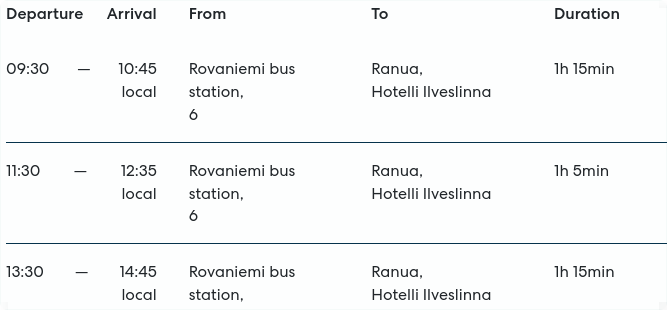 Departure Arrival From To Duration
09:30 — 10:45 Rovaniemi bus Ranua, 1h 15min
local station, Hotelli Ilveslinna
6
11:30 — 12:35 Rovaniemi bus Ranua, 1h 5min
local station, Hotelli Ilveslinna
6
13:30 — 14:45 Rovaniemi bus Ranua, 1h 15min
local station, Hotelli Ilveslinna